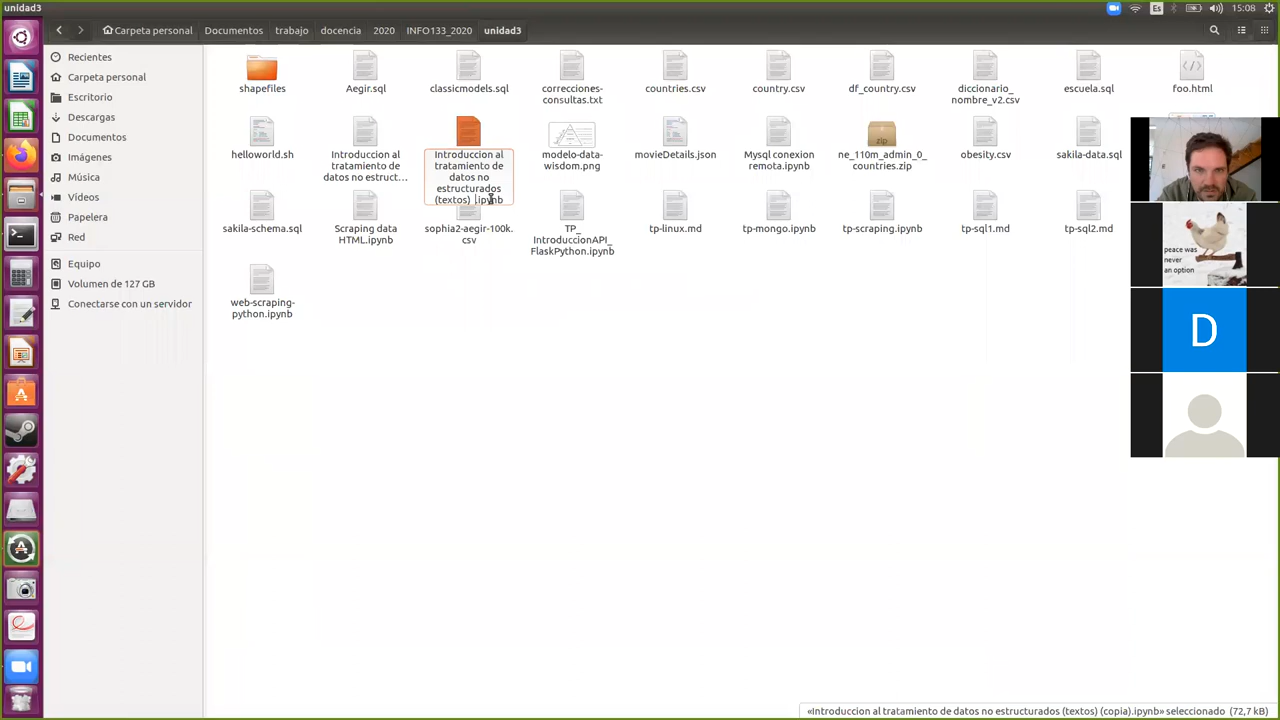 unidad3
Es
15:08
Carpeta personal
Documentos
trabajo
docencia
2020
INFO133_2020
unidad3
Recientes
Carpeta personal
Escritorio
Descargas
Documentos
Imágenes
Música
Vídeos
Papelera
Red
Equipo
Volumen de 127 GB
Conectarse con un servidor
shapefiles
Aegir.sql
classicmodels.sql
correcciones-
consultas.txt
countries.csv
country.csv
df_country.csv
diccionario_
nombre_v2.csv
escuela.sql
foo.html
helloworld.sh
Introduccion al
tratamiento de
datos no estruct...
Introduccion al
tratamiento de
datos no
estructurados
(textos) .ipynb
modelo-data-
wisdom.png
movieDetails.json
Mysql conexion
remota.ipynb
zip
ne_110m_admin_0_
countries.zip
obesity.csv
sakila-data.sql
sakila-schema.sql
Scraping data
HTML.ipynb
sophia2-aegir-100k.
csv
TP_
IntroduccionAPI_
FlaskPython.ipynb
tp-linux.md
tp-mongo.ipynb
tp-scraping.ipynb
tp-sql1.md
tp-sql2.md
web-scraping-
python.ipynb
peace was
never
an option
D
«Introduccion al tratamiento de datos no estructurados (textos) (copia).ipynb» seleccionado (72,7 kB)